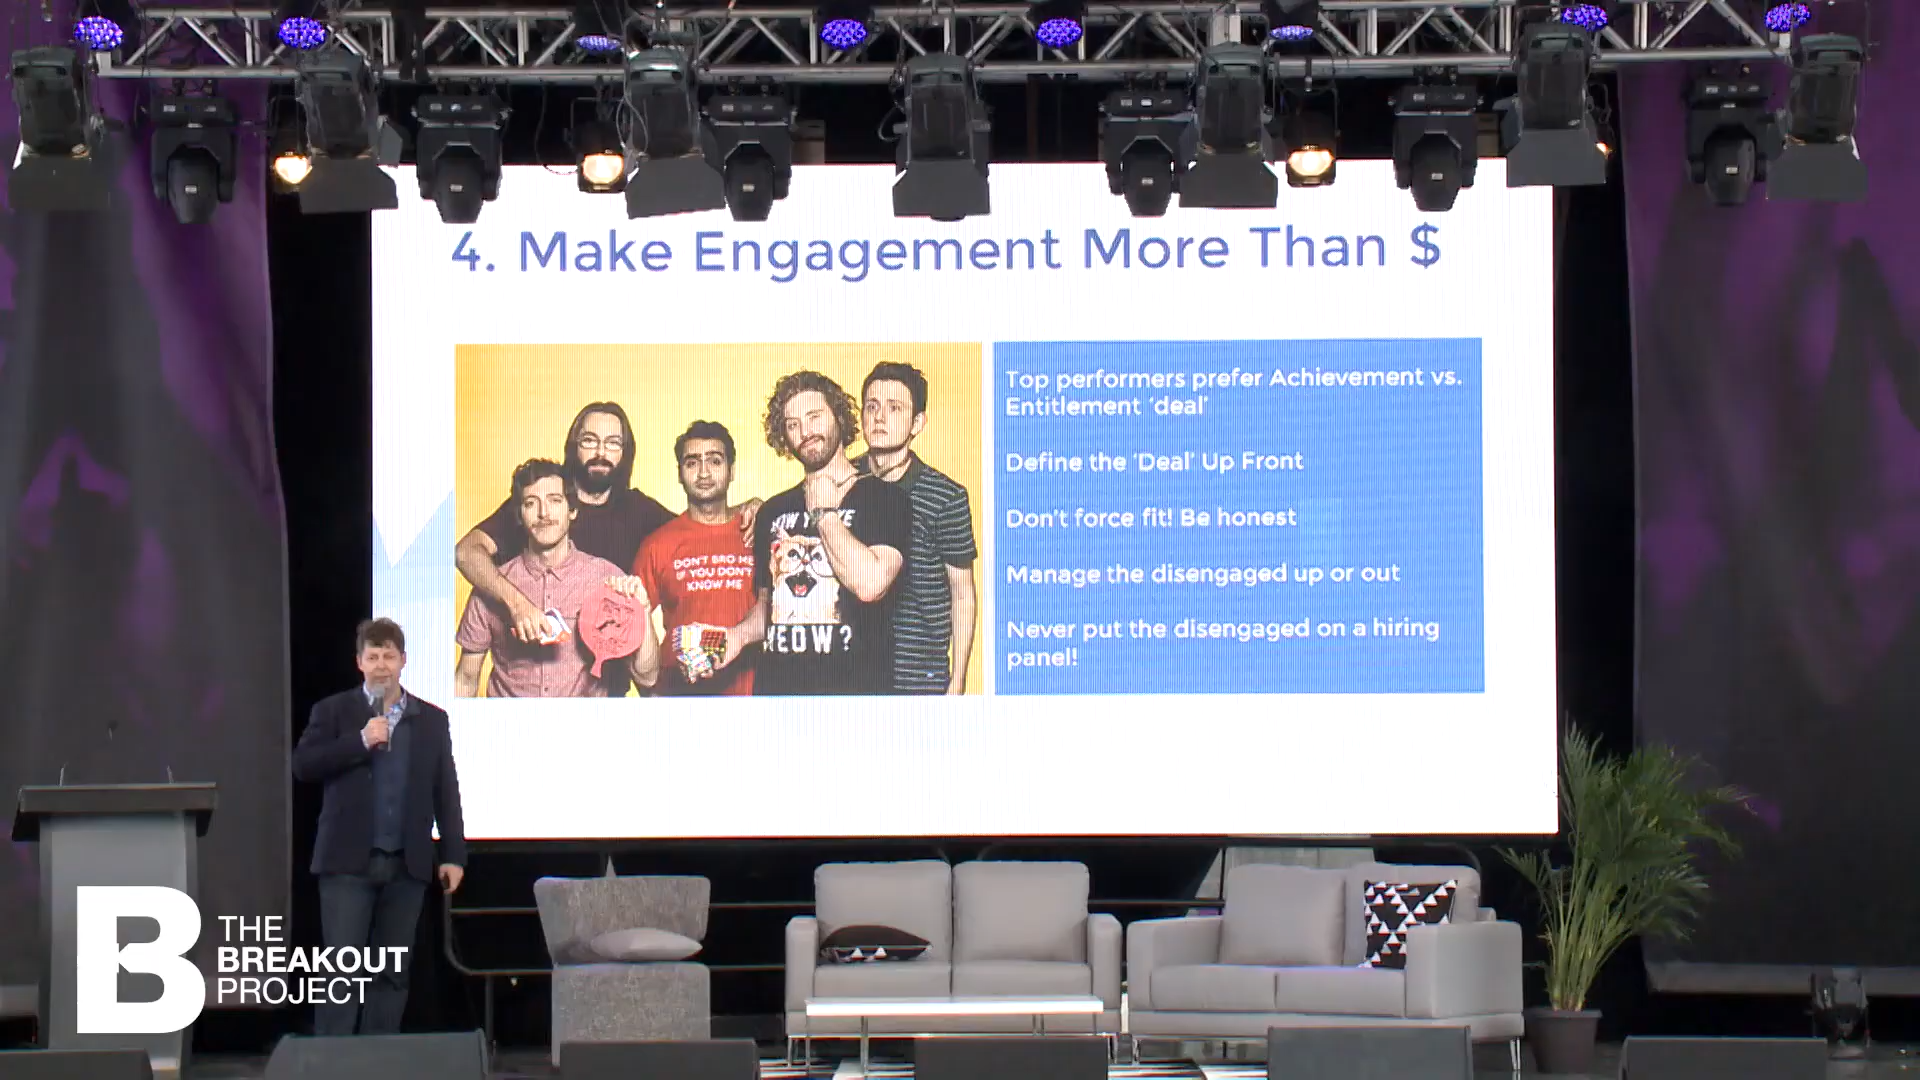 4. Make Engagement More Than $
Top performers prefer Achievement vs.
Entitlement 'deal'
Define the 'Deal' Up Front
Don't force fit! Be honest
Manage the disengaged up or out
Never put the disengaged on a hiring
panel!
DON'T BRO ME
IF YOU DON'T
KNOW ME
MEOW?
B
THE
BREAKOUT
PROJECT